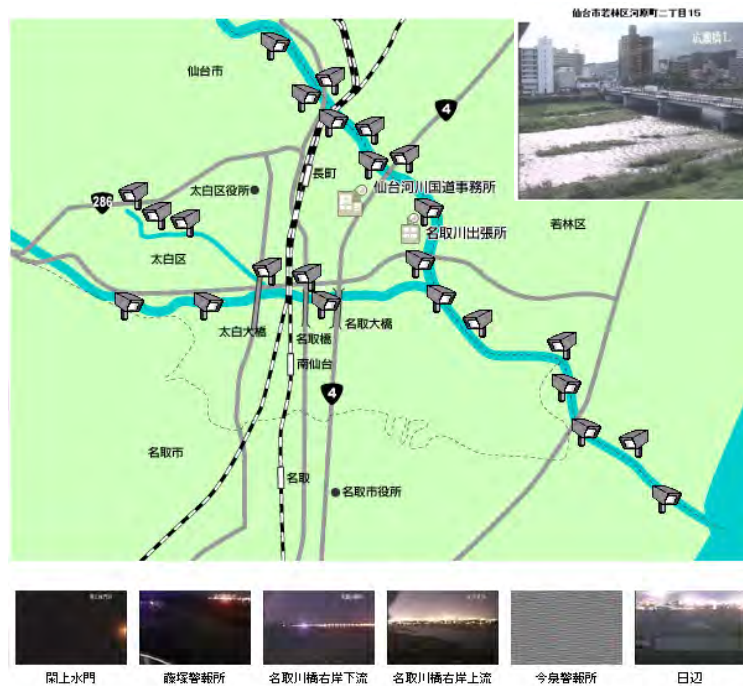 仙台市若林区河原町二丁目15
広瀬橋L
仙台市
4
長町
仙台河川国道事務所
太白区役所
286
名取川出張所
若林区
太白区
太白大橋
名取橋
名取大橋
南仙台
4
名取市
名取
名取市役所
閖上水門
藤塚警報所
名取川橋右岸下流
名取川橋右岸上流
今泉警報所
日辺